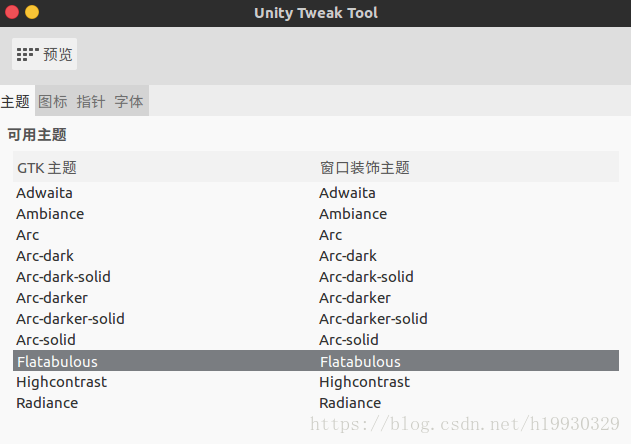 Unity Tweak Tool
预览
主题 图标 指针 字体
可用主题
GTK 主题 窗口装饰主题
Adwaita Adwaita
Ambiance Ambiance
Arc Arc
Arc-dark Arc-dark
Arc-dark-solid Arc-dark-solid
Arc-darker Arc-darker
Arc-darker-solid Arc-darker-solid
Arc-solid Arc-solid
Flatabulous Flatabulous
Highcontrast Highcontrast
Radiance Radiance
https://blog.csdn.net/h19930329